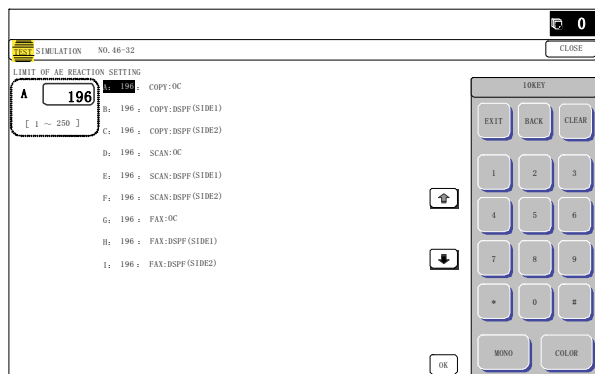 0
TEST SIMULATION NO.46-32
CLOSE
LIMIT OF AE REACTION SETTING
A 196
[ 1 ~ 250 ]
A: 196: COPY:OC
B: 196: COPY:DSPF(SIDE1)
C: 196: COPY:DSPF(SIDE2)
D: 196: SCAN:OC
E: 196: SCAN:DSPF(SIDE1)
F: 196: SCAN:DSPF(SIDE2)
G: 196: FAX:OC
H: 196: FAX:DSPF(SIDE1)
I: 196: FAX:DSPF(SIDE2)
OK
10KEY
EXIT BACK CLEAR
1 2 3
4 5 6
7 8 9
* 0 #
MONO COLOR